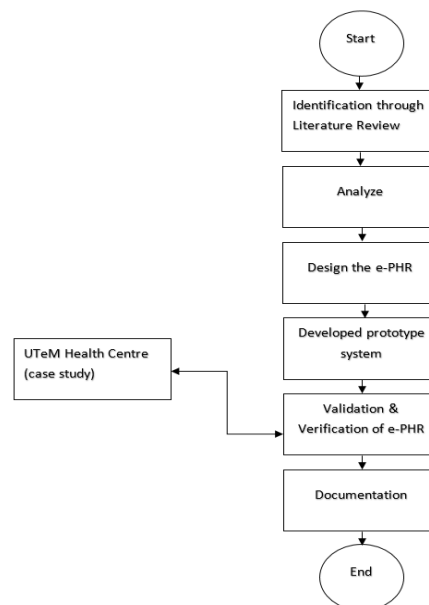 Start
Identification through
Literature Review
Analyze
Design the e-PHR
Developed prototype
system
UTeM Health Centre
(case study)
Validation &
Verification of e-PHR
Documentation
End